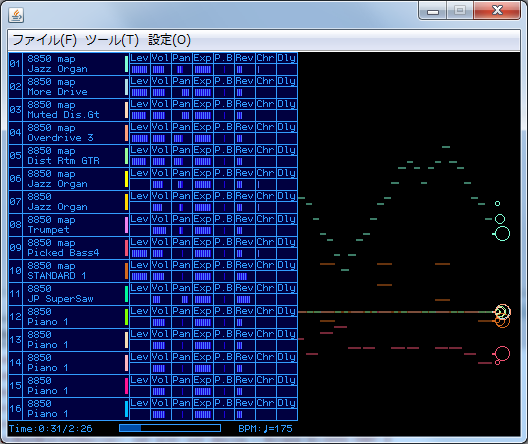 ファイル(F) ツール(T) 設定(O)
01 8850 map Lev Vol Pan Exp P.B Rev Chr Dly
Jazz Organ
02 8850 map Lev Vol Pan Exp P.B Rev Chr Dly
More Drive
03 8850 map Lev Vol Pan Exp P.B Rev Chr Dly
Muted Dis.Gt
04 8850 map Lev Vol Pan Exp P.B Rev Chr Dly
Overdrive 3
05 8850 map Lev Vol Pan Exp P.B Rev Chr Dly
Dist Rtm GTR
06 8850 map Lev Vol Pan Exp P.B Rev Chr Dly
Jazz Organ
07 8850 Lev Vol Pan Exp P.B Rev Chr Dly
Jazz Organ
08 8850 map Lev Vol Pan Exp P.B Rev Chr Dly
Trumpet
09 8850 map Lev Vol Pan Exp P.B Rev Chr Dly
Picked Bass4
10 8850 map Lev Vol Pan Exp P.B Rev Chr Dly
STANDARD 1
11 8850 Lev Vol Pan Exp P.B Rev Chr Dly
JP SuperSaw
12 8850 Lev Vol Pan Exp P.B Rev Chr Dly
Piano 1
13 8850 Lev Vol Pan Exp P.B Rev Chr Dly
Piano 1
14 8850 Lev Vol Pan Exp P.B Rev Chr Dly
Piano 1
15 8850 Lev Vol Pan Exp P.B Rev Chr Dly
Piano 1
16 8850 Lev Vol Pan Exp P.B Rev Chr Dly
Piano 1
Time:0:31/2:26 BPM:♩=175